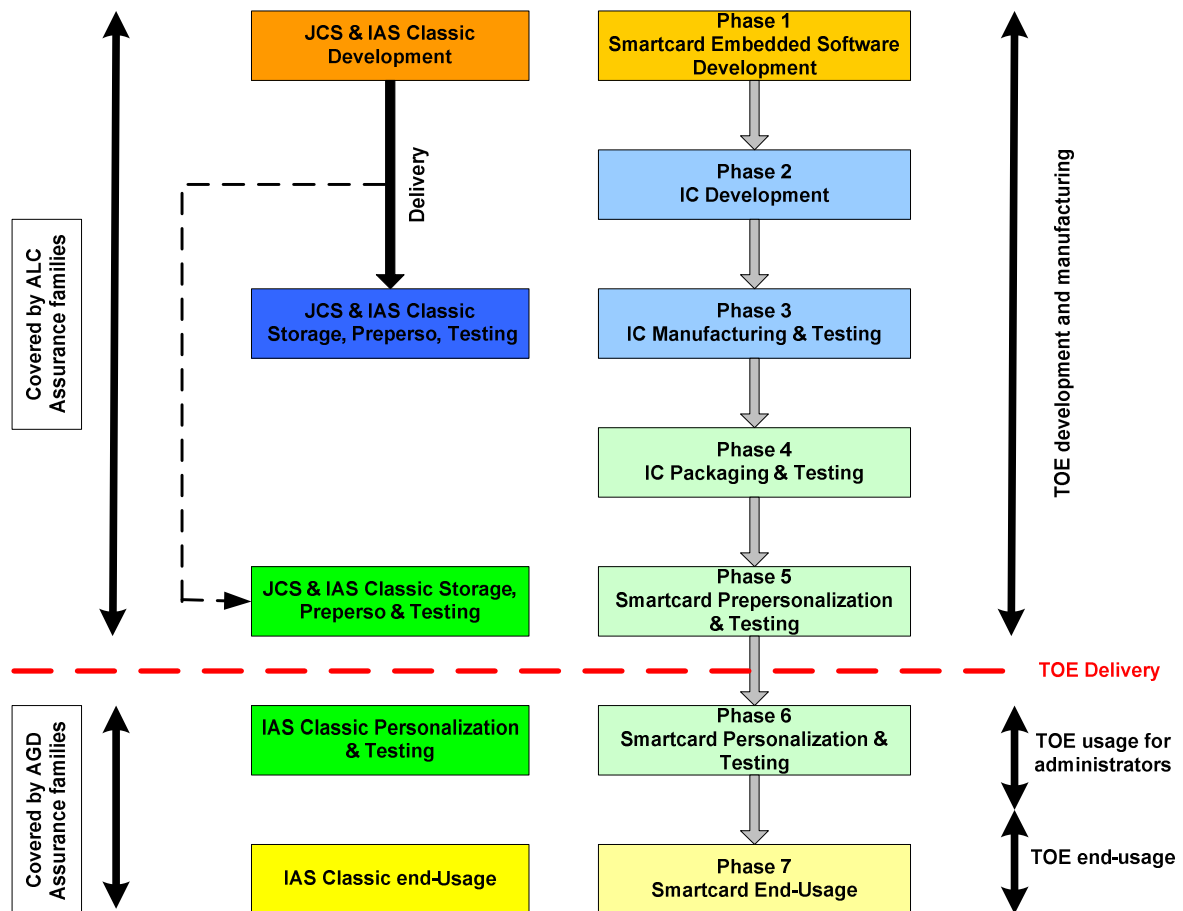 JCS & IAS Classic
Development
Phase 1
Smartcard Embedded Software
Development
Delivery
Phase 2
IC Development
Covered by ALC
Assurance families
TOE development and manufacturing
JCS & IAS Classic
Storage, Preperso, Testing
Phase 3
IC Manufacturing & Testing
Phase 4
IC Packaging & Testing
JCS & IAS Classic Storage,
Preperso & Testing
Phase 5
Smartcard Prepersonalization
& Testing
TOE Delivery
Covered by AGD
Assurance families
IAS Classic Personalization
& Testing
Phase 6
Smartcard Personalization &
Testing
TOE usage for
administrators
IAS Classic end-Usage
Phase 7
Smartcard End-Usage
TOE end-usage